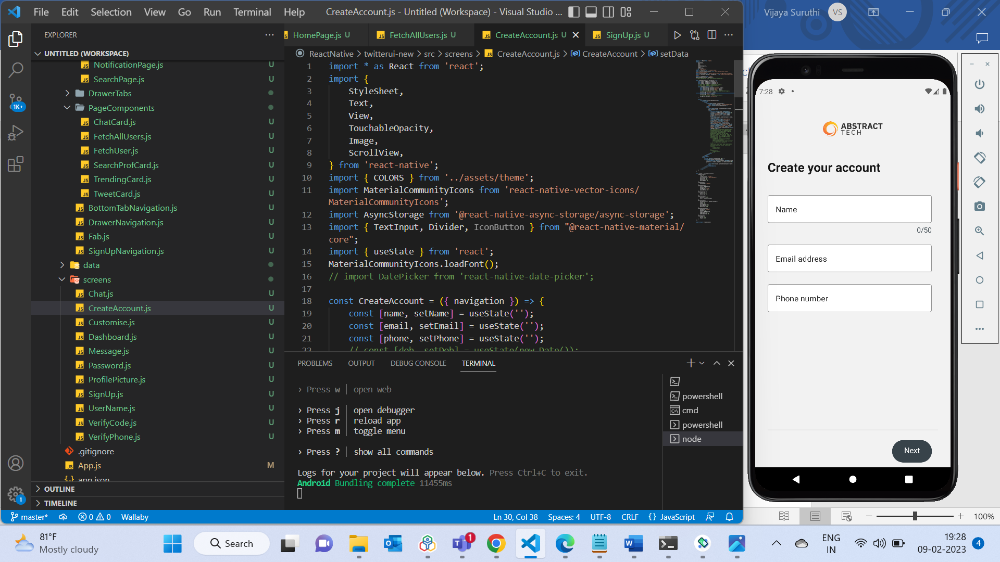 File Edit Selection View Go Run Terminal Help CreateAccount.js - Untitled (Workspace) - Visual Studio ...
Vijaya Suruthi VS
EXPLORER
UNTITLED (WORKSPACE)
NotificationPage.js U
SearchPage.js U
DrawerTabs
PageComponents
ChatCard.js U
FetchAllUsers.js U
FetchUser.js U
SearchProfCard.js U
TrendingCard.js U
TweetCard.js U
BottomTabNavigation.js U
DrawerNavigation.js U
Fab.js U
SignUpNavigation.js U
data
screens
Chat.js U
CreateAccount.js U
Customise.js U
Dashboard.js U
Message.js U
Password.js U
ProfilePicture.js U
SignUp.js U
UserName.js U
VerifyCode.js U
VerifyPhone.js U
.gitignore
App.js M
app.json
OUTLINE
TIMELINE
1K+
1
HomePage.js U FetchAllUsers.js U CreateAccount.js U SignUp.js U
ReactNative > twitterui-new > src > screens > CreateAccount.js > CreateAccount > setData
1 import * as React from 'react';
2 import {
3 StyleSheet,
4 Text,
5 View,
6 TouchableOpacity,
7 Image,
8 ScrollView,
9 } from 'react-native';
10 import { COLORS } from '../assets/theme';
11 import MaterialCommunityIcons from 'react-native-vector-icons/
MaterialCommunityIcons';
12 import AsyncStorage from '@react-native-async-storage/async-storage';
13 import { TextInput, Divider, IconButton } from "@react-native-material/
core";
14 import { useState } from 'react';
15 MaterialCommunityIcons.loadFont();
16 // import DatePicker from 'react-native-date-picker';
17
18 const CreateAccount = ({ navigation }) => {
19 const [name, setName] = useState('');
20 const [email, setEmail] = useState('');
21 const [phone, setPhone] = useState('');
22 // const [dob, setDob] = useState(new Date());
PROBLEMS OUTPUT DEBUG CONSOLE TERMINAL
› Press w │ open web
› Press j │ open debugger
› Press r │ reload app
› Press m │ toggle menu
› Press ? │ show all commands
Logs for your project will appear below. Press Ctrl+C to exit.
Android Bundling complete 11455ms
powershell
cmd
powershell
node
master* 0 0 Wallaby Ln 30, Col 38 Spaces: 4 UTF-8 CRLF {} JavaScript
7:28
ABSTRACT
TECH
Create your account
Name
0/50
Email address
Phone number
Next
100%
81°F
Mostly cloudy
Search
1
ENG
IN
19:28
09-02-2023
4